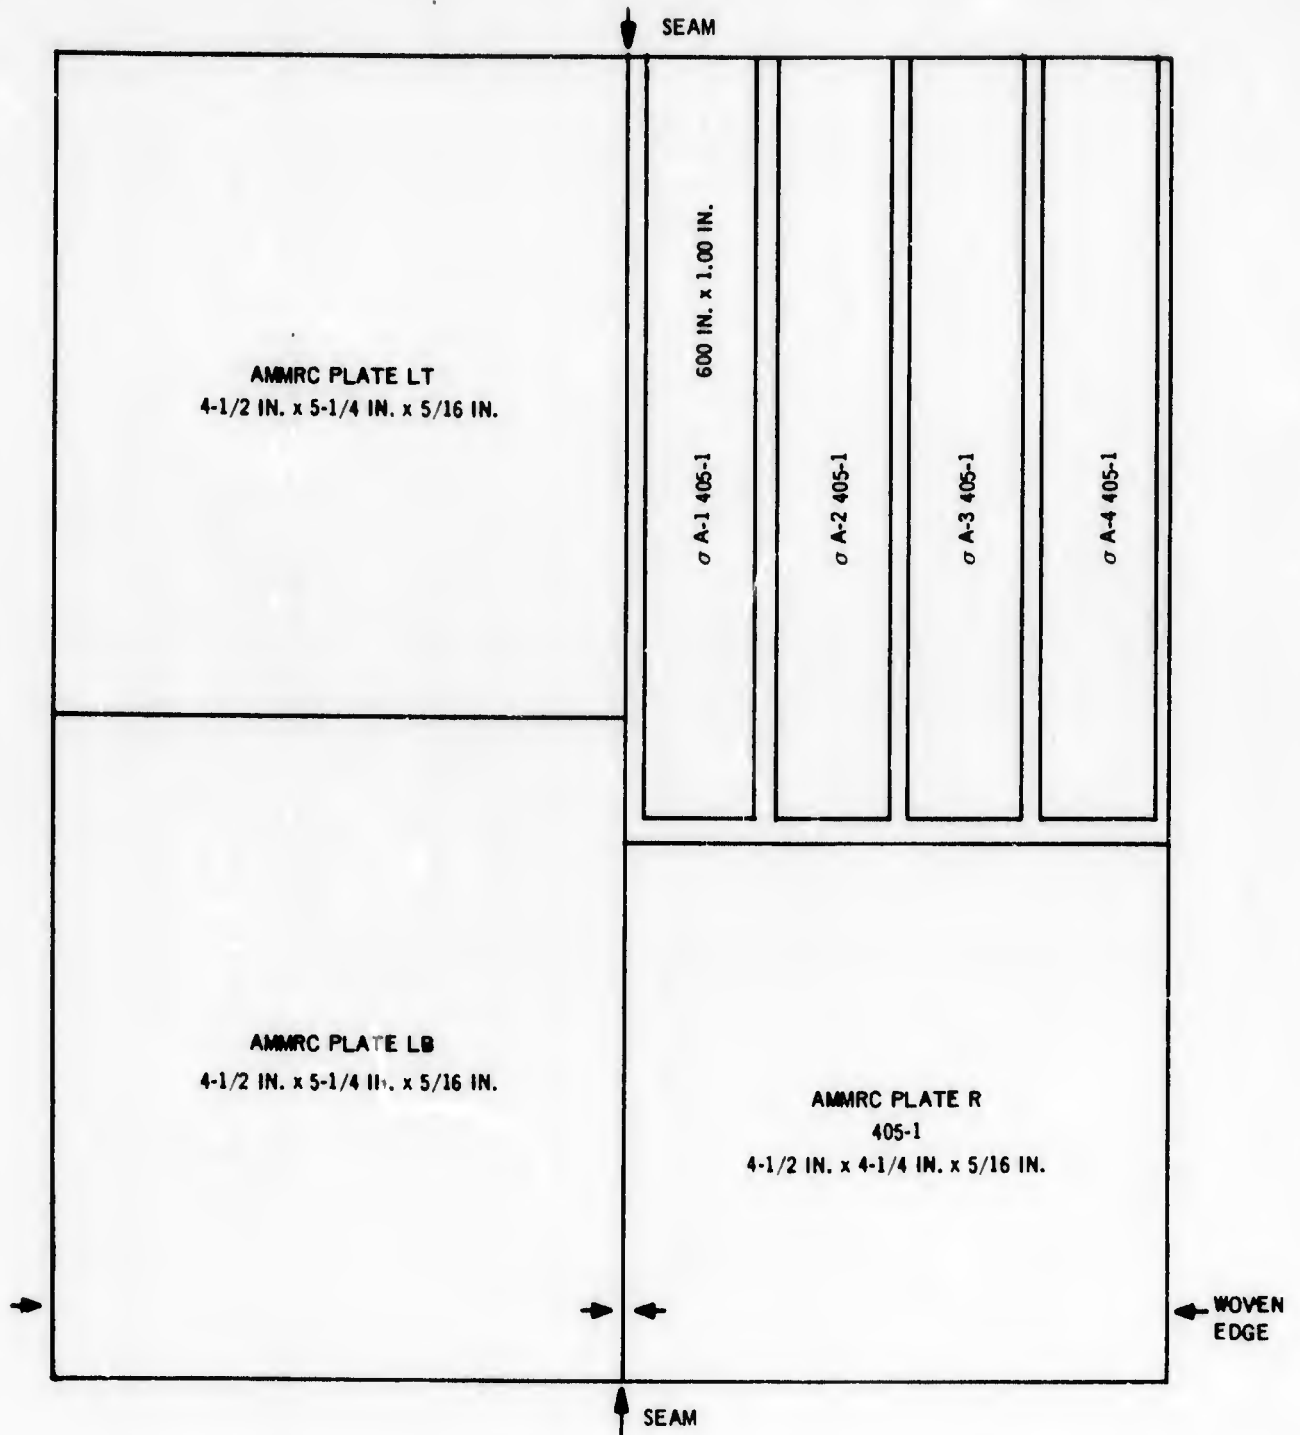 SEAM
AMMRC PLATE LT
4-1/2 IN. x 5-1/4 IN. x 5/16 IN.
σ A-1 405-1 600 IN. x 1.00 IN.
σ A-2 405-1
σ A-3 405-1
σ A-4 405-1
AMMRC PLATE LB
4-1/2 IN. x 5-1/4 IN. x 5/16 IN.
AMMRC PLATE R
405-1
4-1/2 IN. x 4-1/4 IN. x 5/16 IN.
WOVEN
EDGE
SEAM